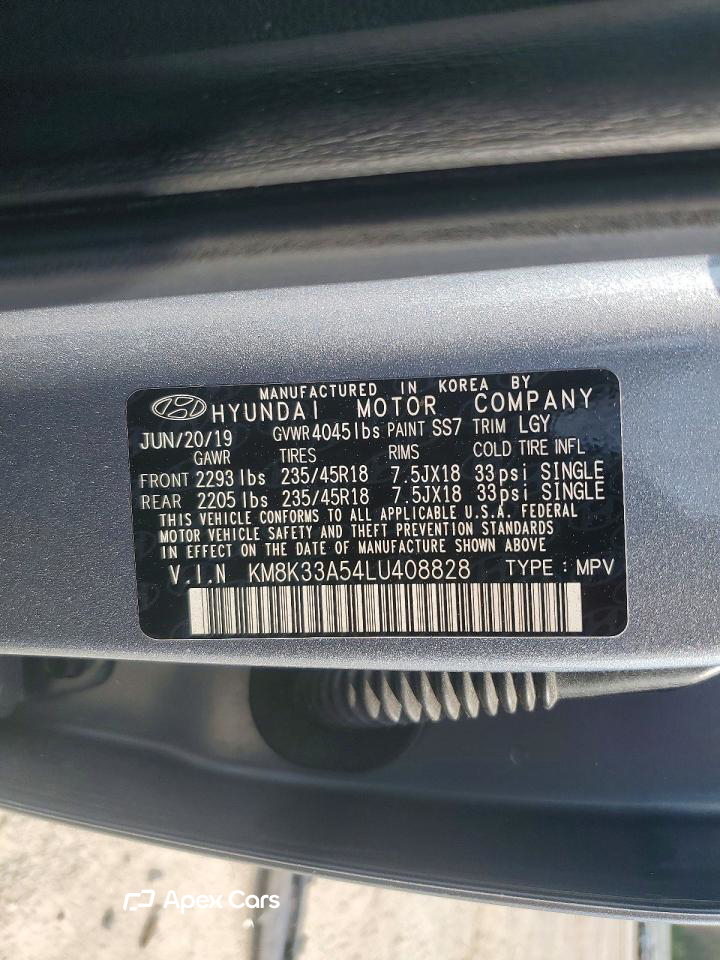 MANUFACTURED IN KOREA BY
HYUNDAI MOTOR COMPANY
JUN/20/19 GVWR 4045lbs PAINT SS7 TRIM LGY
GAWR TIRES RIMS COLD TIRE INFL
FRONT 2293 lbs 235/45R18 7.5JX18 33psi SINGLE
REAR 2205 lbs 235/45R18 7.5JX18 33psi SINGLE
THIS VEHICLE CONFORMS TO ALL APPLICABLE U.S.A. FEDERAL
MOTOR VEHICLE SAFETY AND THEFT PREVENTION STANDARDS
IN EFFECT ON THE DATE OF MANUFACTURE SHOWN ABOVE
V.I.N KM8K33A54LU408828 TYPE : MPV
Apex Cars